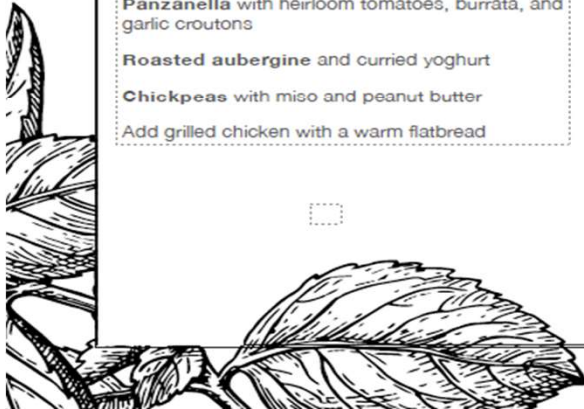 Panzanella with heirloom tomatoes, burrata, and
garlic croutons
Roasted aubergine and curried yoghurt
Chickpeas with miso and peanut butter
Add grilled chicken with a warm flatbread